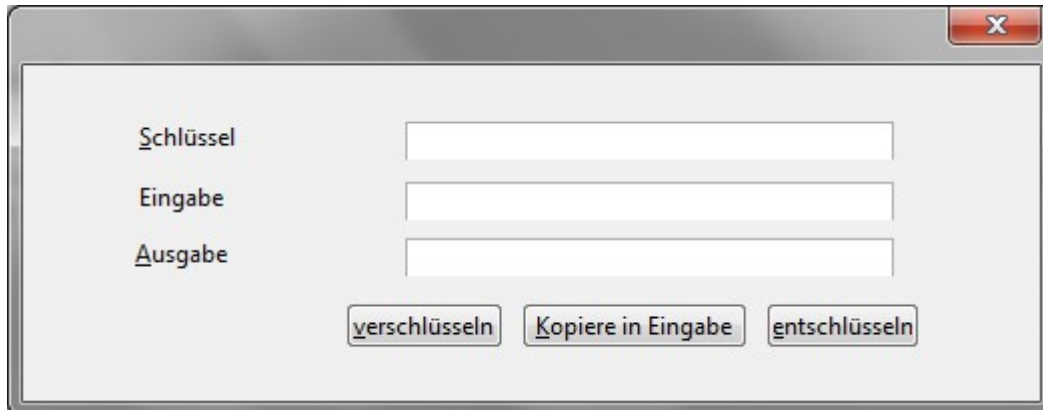 Schlüssel
Eingabe
Ausgabe
verschlüsseln Kopiere in Eingabe entschlüsseln